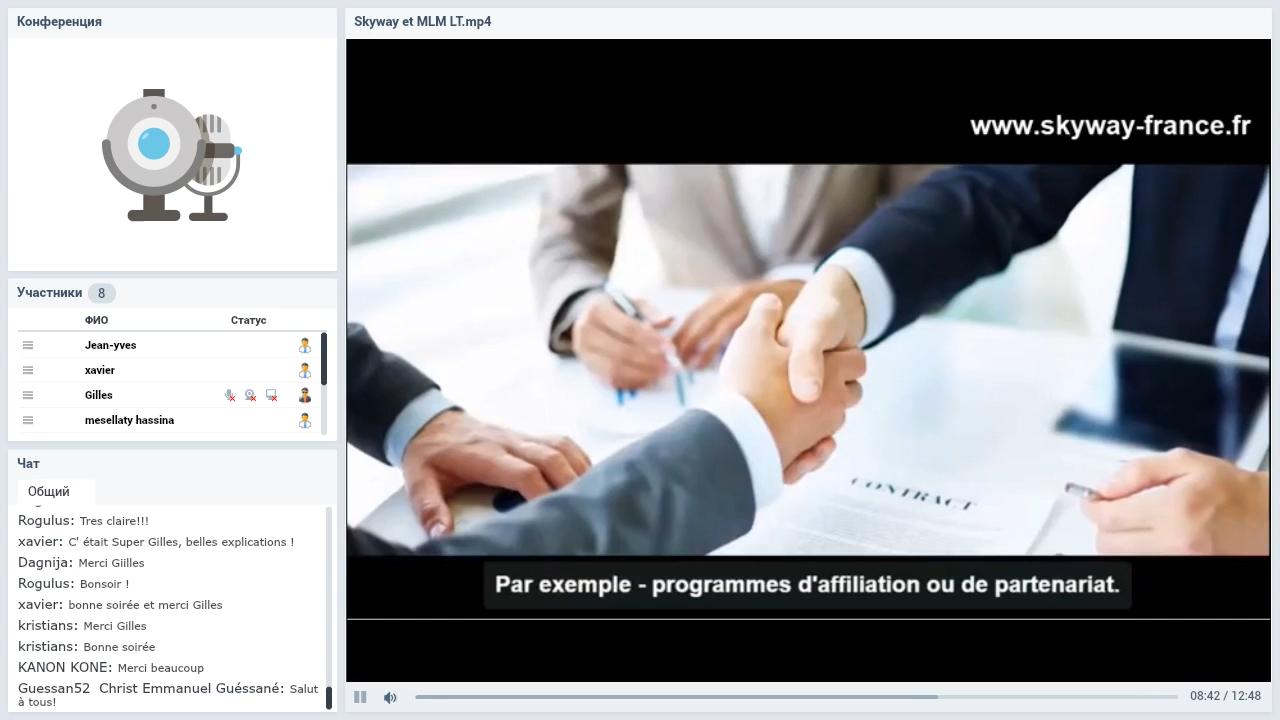 Конференция
Участники 8
ФИО Статус
Jean-yves
xavier
Gilles
mesellaty hassina
Чат
Общий
Rogulus: Tres claire!!!
xavier: C' était Super Gilles, belles explications !
Dagnija: Merci Giilles
Rogulus: Bonsoir !
xavier: bonne soirée et merci Gilles
kristians: Merci Gilles
kristians: Bonne soirée
KANON KONE: Merci beaucoup
Guessan52 Christ Emmanuel Guéssané: Salut
à tous!
Skyway et MLM LT.mp4
www.skyway-france.fr
CONTRACT
Par exemple - programmes d'affiliation ou de partenariat.
08:42 / 12:48